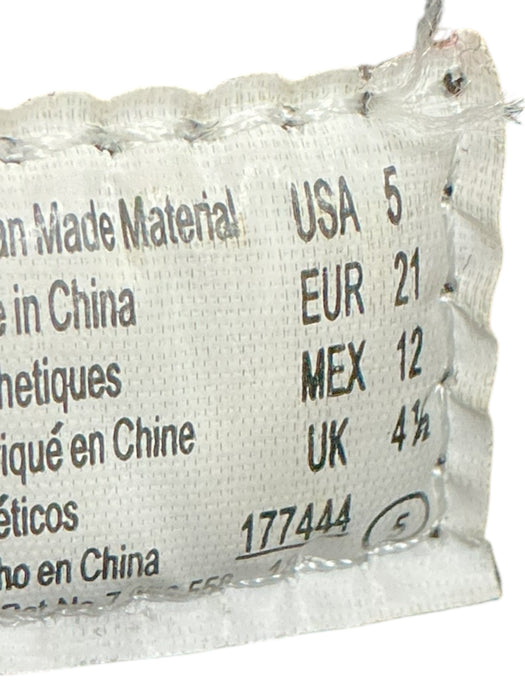 an Made Material USA 5
e in China EUR 21
hetiques MEX 12
iqué en Chine UK 4½
éticos
ho en China 177444 5